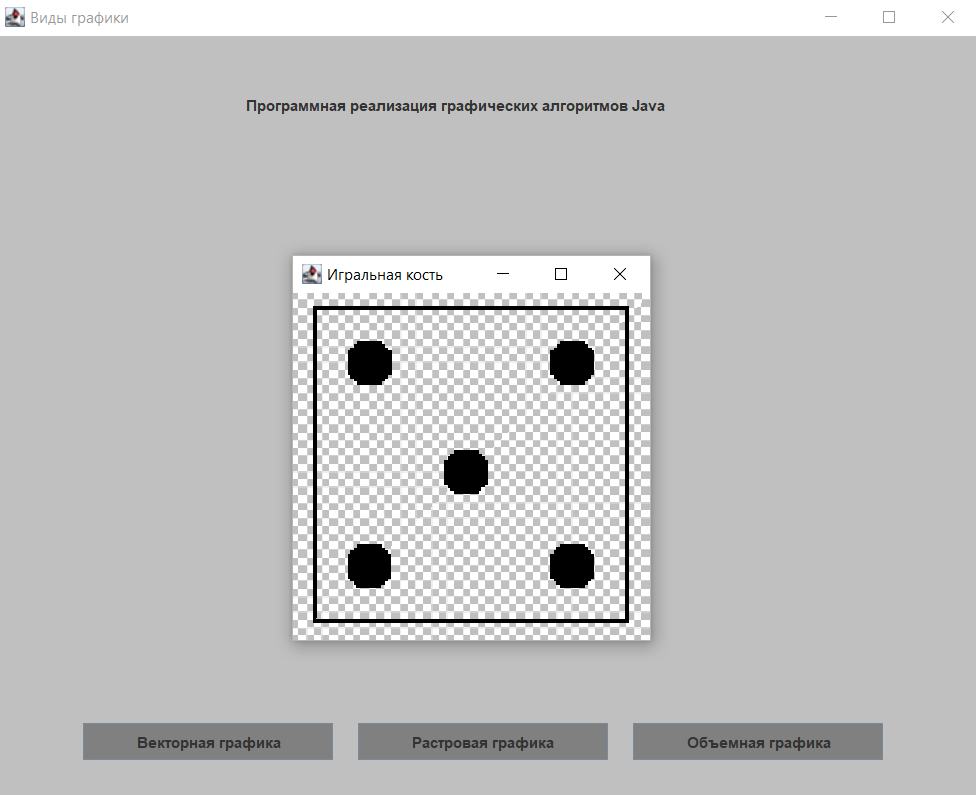 Виды графики
Программная реализация графических алгоритмов Java
Игральная кость
Векторная графика
Растровая графика
Объемная графика